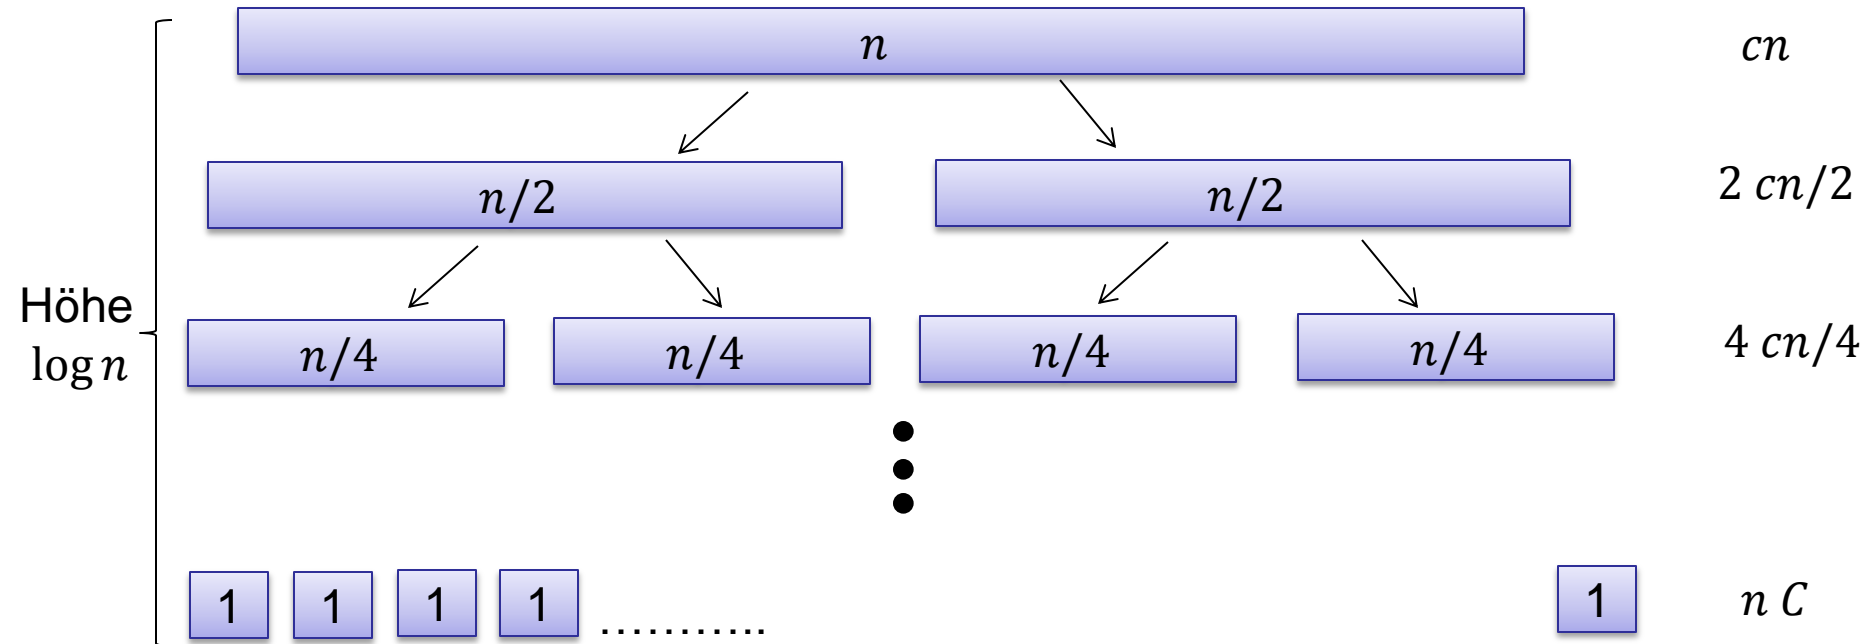 n cn
n/2 n/2 2 cn/2
Höhe
log n
n/4 n/4 n/4 n/4 4 cn/4
1 1 1 1 ........... 1 n C